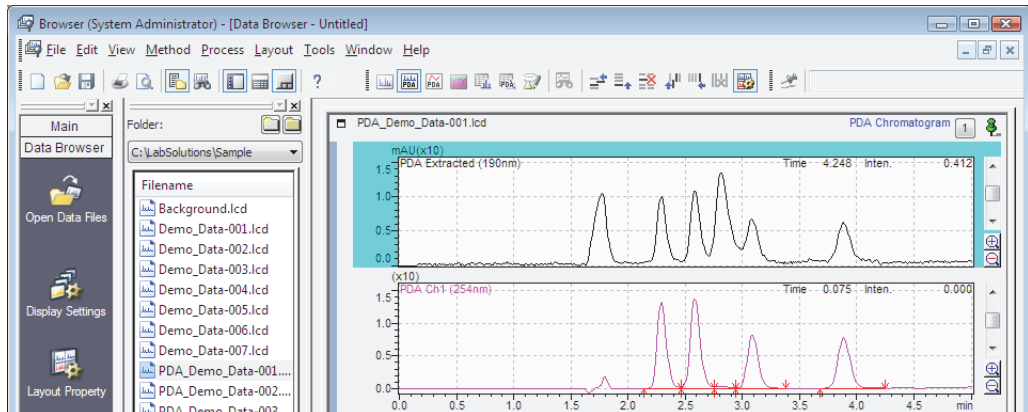 Browser (System Administrator) - [Data Browser - Untitled]
File Edit View Method Process Layout Tools Window Help
Main
Data Browser
Open Data Files
Display Settings
Layout Property
Folder:
C:\LabSolutions\Sample
Filename
Background.lcd
Demo_Data-001.lcd
Demo_Data-002.lcd
Demo_Data-003.lcd
Demo_Data-004.lcd
Demo_Data-005.lcd
Demo_Data-006.lcd
Demo_Data-007.lcd
PDA_Demo_Data-001....
PDA_Demo_Data-002....
PDA_Demo_Data-003
PDA_Demo_Data-001.lcd PDA Chromatogram 1
mAU(x10)
PDA Extracted (190nm) Time 4.248 Inten. 0.412
1.5
1.0
0.5
0.0
(x10)
PDA Ch1 (254nm) Time 0.075 Inten. 0.000
1.5
1.0
0.5
0.0
0.0 0.5 1.0 1.5 2.0 2.5 3.0 3.5 4.0 4.5 min